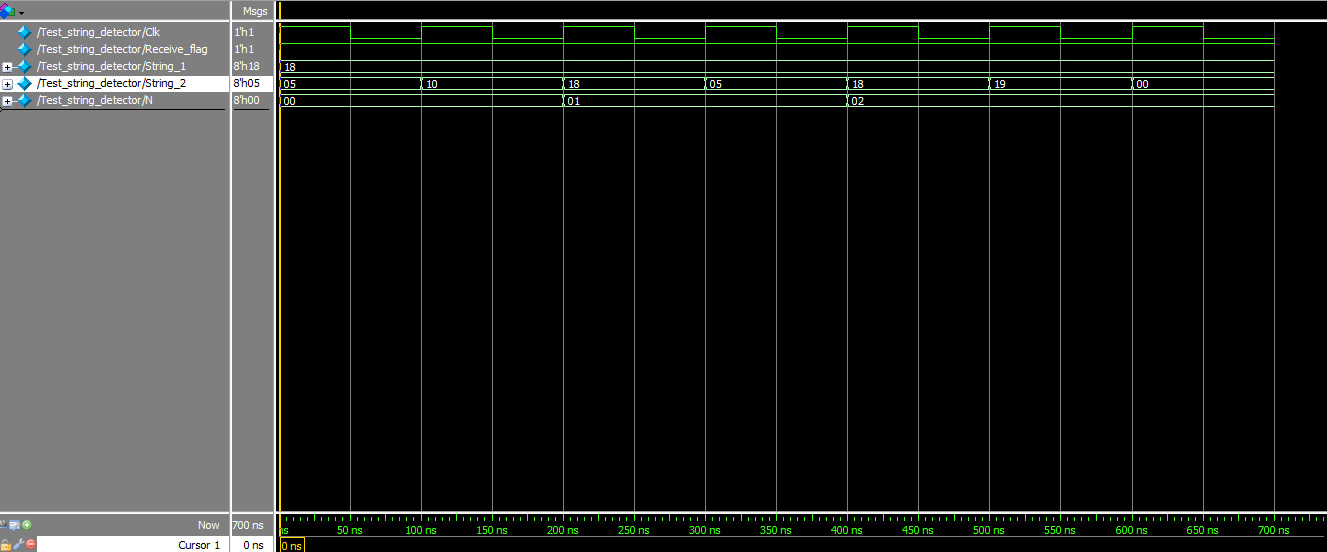 Msgs
/Test_string_detector/Clk 1'h1
/Test_string_detector/Receive_flag 1'h1
/Test_string_detector/String_1 8'h18 18
/Test_string_detector/String_2 8'h05 05 10 18 05 18 19 00
/Test_string_detector/N 8'h00 00 01 02
Now 700 ns ns 50 ns 100 ns 150 ns 200 ns 250 ns 300 ns 350 ns 400 ns 450 ns 500 ns 550 ns 600 ns 650 ns 700 ns
Cursor 1 0 ns 0 ns